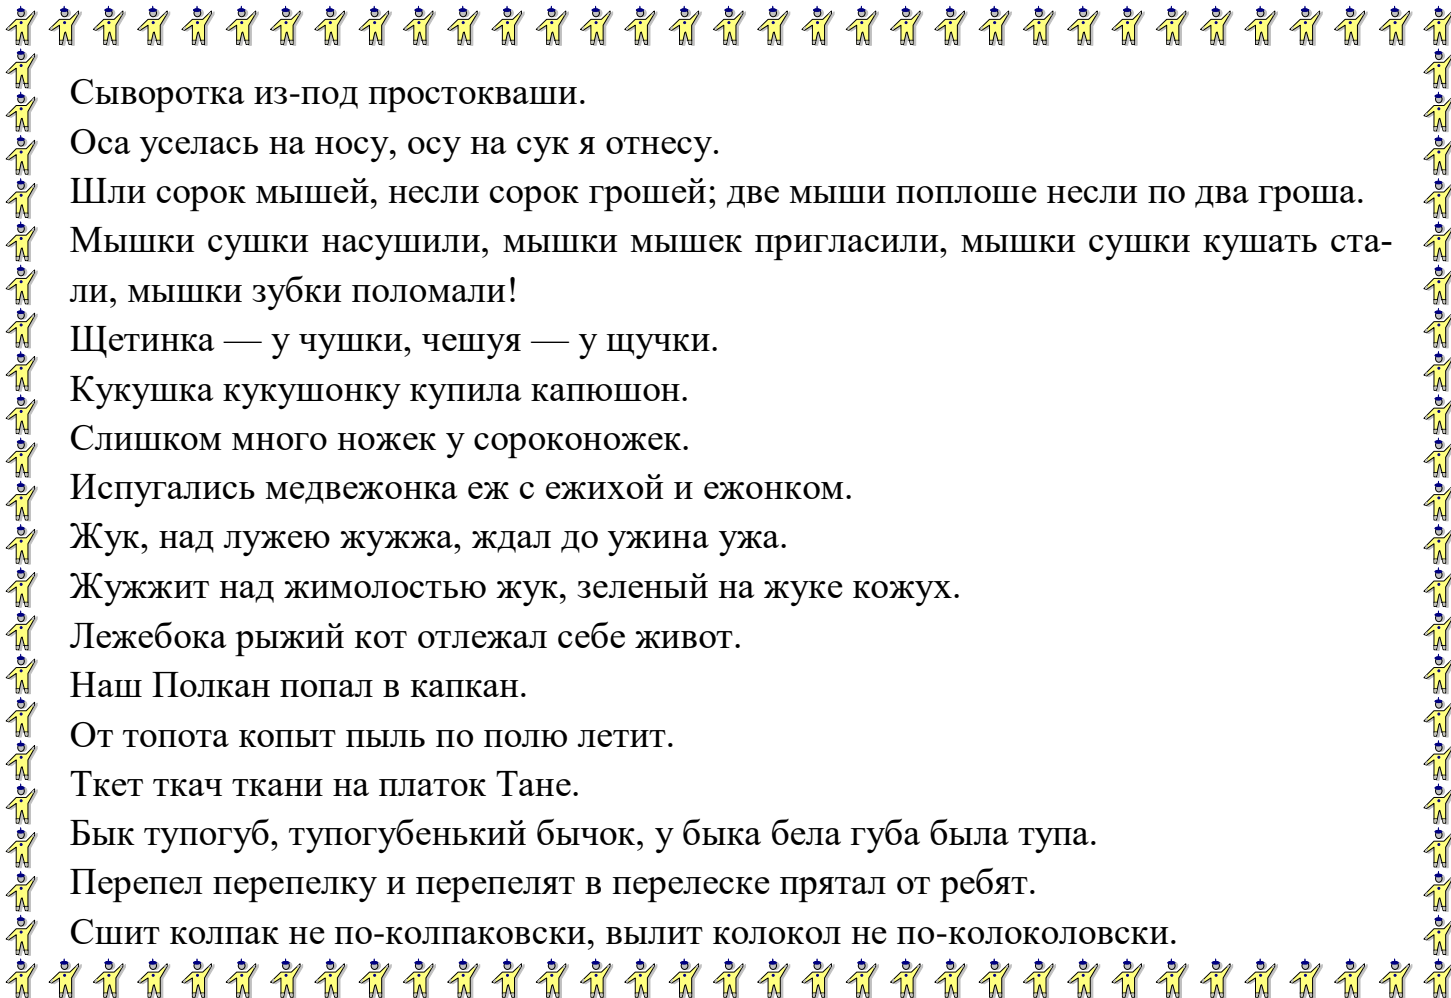 Сыворотка из-под простокваши.
Оса уселась на носу, осу на сук я отнесу.
Шли сорок мышей, несли сорок грошей; две мыши поплоше несли по два гроша.
Мышки сушки насушили, мышки мышек пригласили, мышки сушки кушать ста-
ли, мышки зубки поломали!
Щетинка — у чушки, чешуя — у щучки.
Кукушка кукушонку купила капюшон.
Слишком много ножек у сороконожек.
Испугались медвежонка еж с ежихой и ежонком.
Жук, над лужею жужжа, ждал до ужина ужа.
Жужжит над жимолостью жук, зеленый на жуке кожух.
Лежебока рыжий кот отлежал себе живот.
Наш Полкан попал в капкан.
От топота копыт пыль по полю летит.
Ткет ткач ткани на платок Тане.
Бык тупогуб, тупогубенький бычок, у быка бела губа была тупа.
Перепел перепелку и перепелят в перелеске прятал от ребят.
Сшит колпак не по-колпаковски, вылит колокол не по-колоколовски.